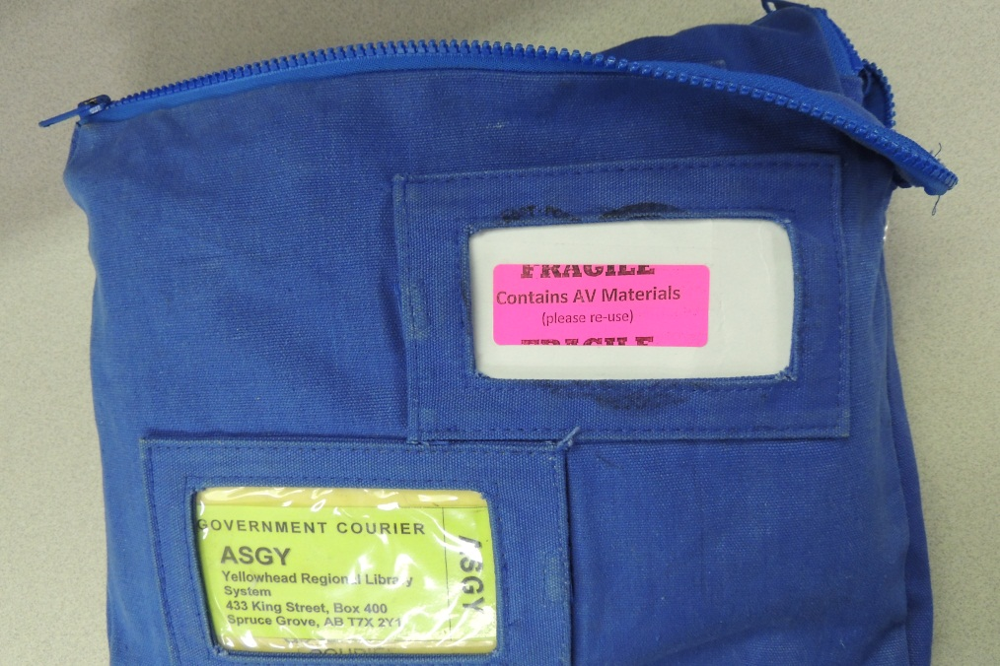 FRAGILE
Contains AV Materials
(please re-use)
FRAGILE
GOVERNMENT COURIER
ASGY
Yellowhead Regional Library
System
433 King Street, Box 400
Spruce Grove, AB T7X 2Y1
ASGY